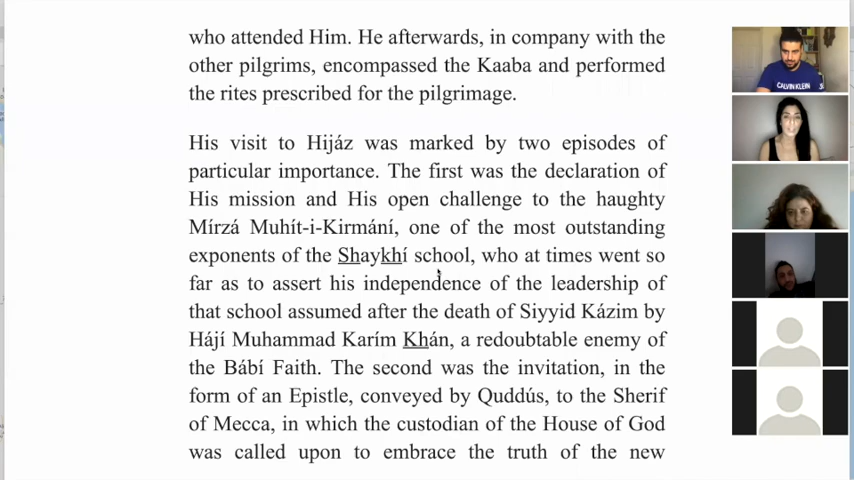 who attended Him. He afterwards, in company with the
other pilgrims, encompassed the Kaaba and performed
the rites prescribed for the pilgrimage.
His visit to Hijáz was marked by two episodes of
particular importance. The first was the declaration of
His mission and His open challenge to the haughty
Mírzá Muhít-i-Kirmání, one of the most outstanding
exponents of the Shaykhí school, who at times went so
far as to assert his independence of the leadership of
that school assumed after the death of Siyyid Kázim by
Hájí Muhammad Karím Khán, a redoubtable enemy of
the Bábí Faith. The second was the invitation, in the
form of an Epistle, conveyed by Quddús, to the Sherif
of Mecca, in which the custodian of the House of God
was called upon to embrace the truth of the new
CALVIN KLEIN